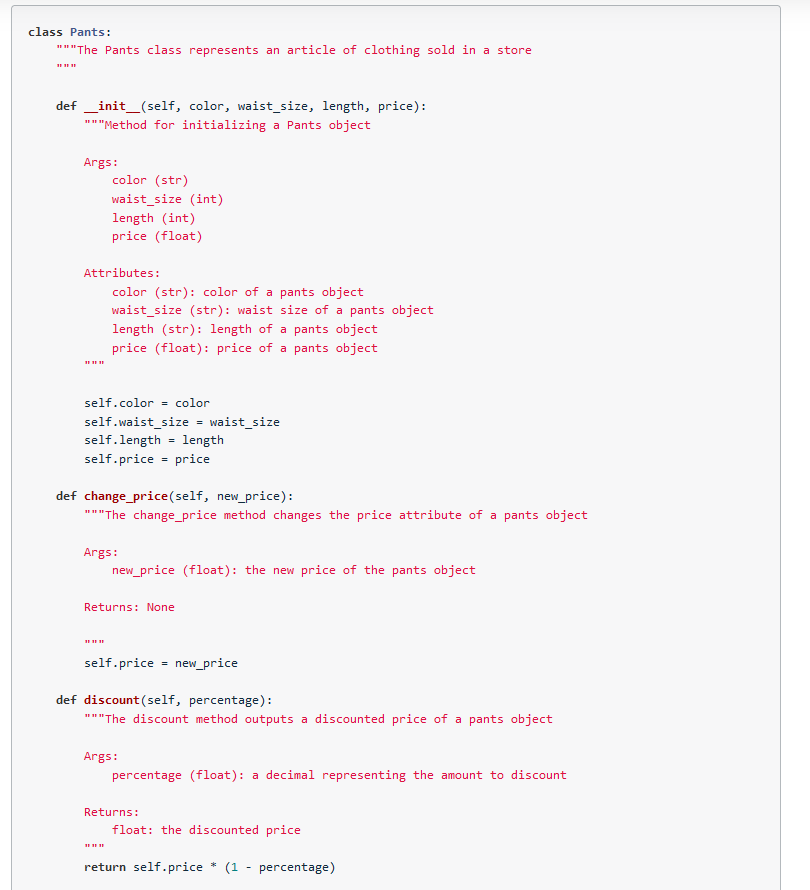 class Pants:
    """The Pants class represents an article of clothing sold in a store
    """

    def __init__(self, color, waist_size, length, price):
        """Method for initializing a Pants object

        Args:
            color (str)
            waist_size (int)
            length (int)
            price (float)

        Attributes:
            color (str): color of a pants object
            waist_size (str): waist size of a pants object
            length (str): length of a pants object
            price (float): price of a pants object
        """

        self.color = color
        self.waist_size = waist_size
        self.length = length
        self.price = price

    def change_price(self, new_price):
        """The change_price method changes the price attribute of a pants object

        Args:
            new_price (float): the new price of the pants object

        Returns: None

        """
        self.price = new_price

    def discount(self, percentage):
        """The discount method outputs a discounted price of a pants object

        Args:
            percentage (float): a decimal representing the amount to discount

        Returns:
            float: the discounted price
        """
        return self.price * (1 - percentage)